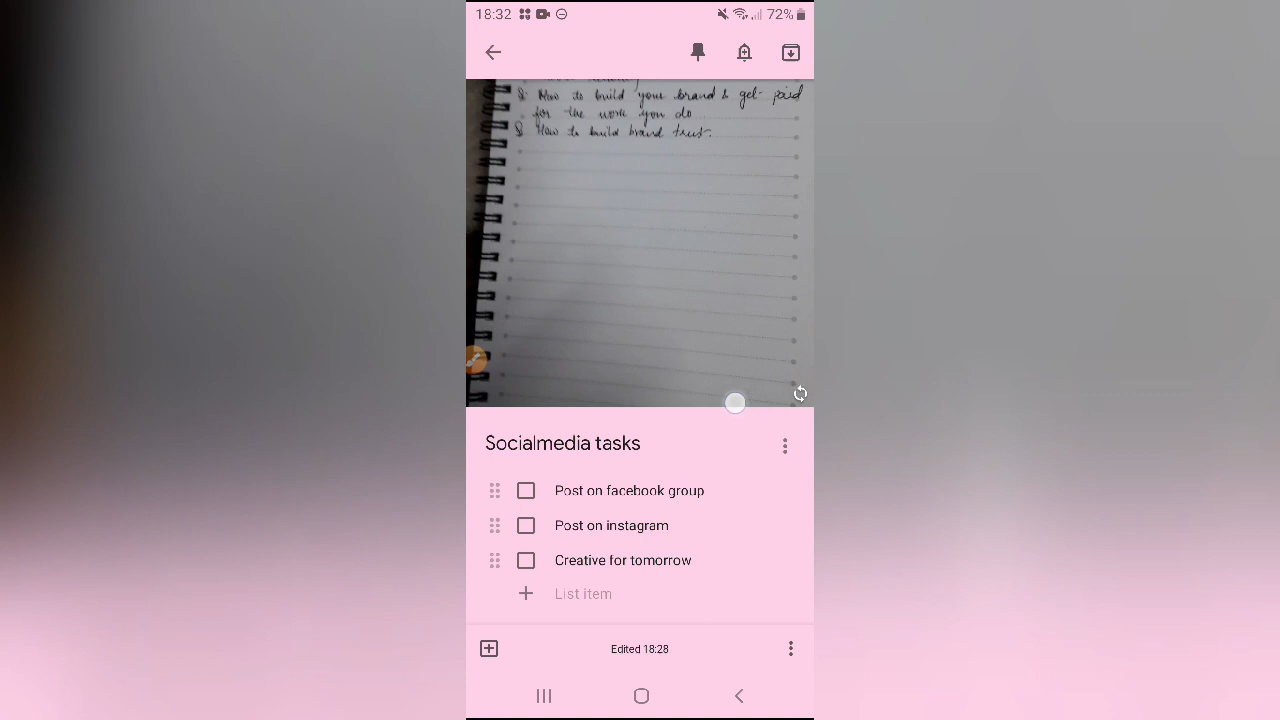 18:32 72%
How to build your brand & get paid
for the work you do
How to build brand trust.
Socialmedia tasks
Post on facebook group
Post on instagram
Creative for tomorrow
List item
Edited 18:28